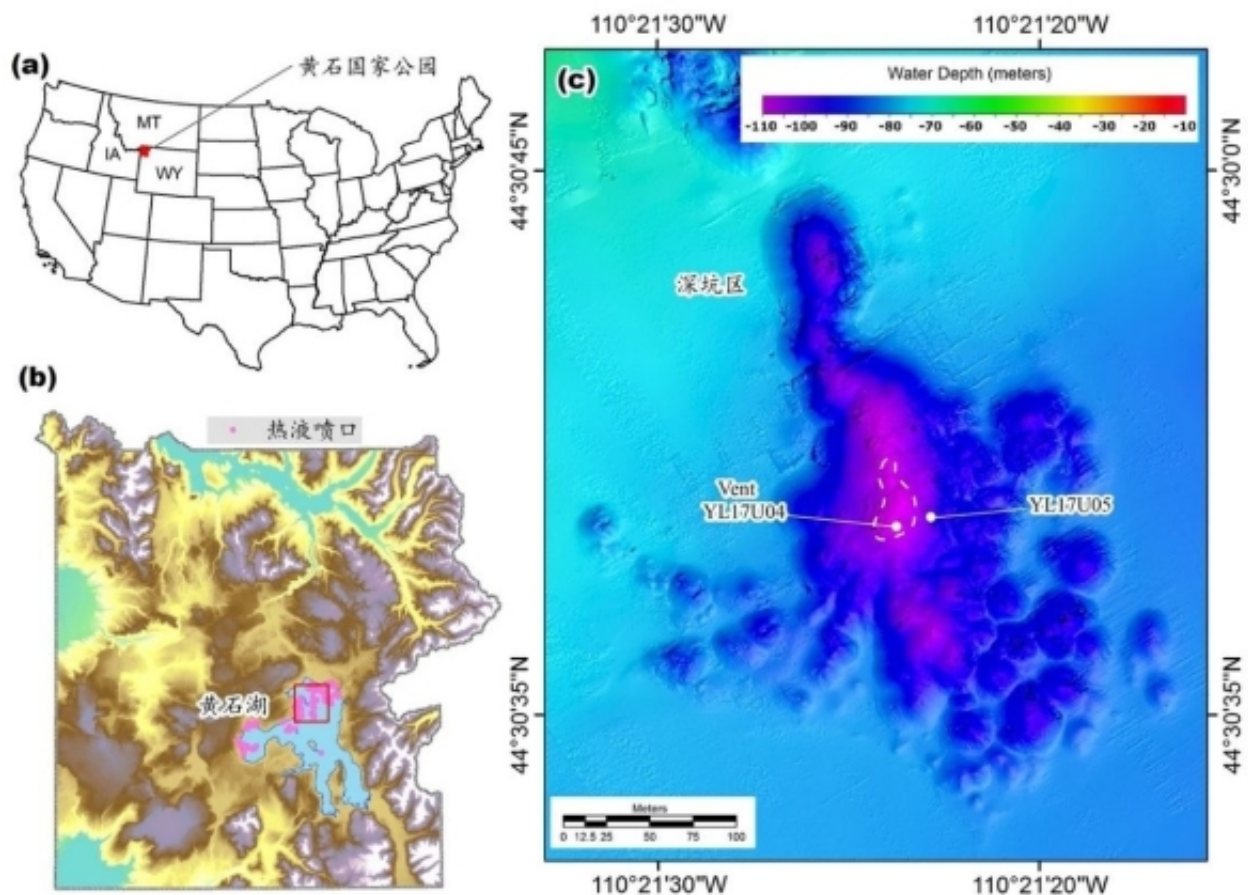 (a)
黄石国家公园
MT
IA
WY
(b)
热液喷口
黄石湖
110°21'30"W
110°21'20"W
(c)
Water Depth (meters)
-110 -100 -90 -80 -70 -60 -50 -40 -30 -20 -10
44°30'45"N
44°30'0"N
深坑区
Vent
YL17U04
YL17U05
44°30'35"N
44°30'35"N
Meters
0 12.5 25 50 75 100
110°21'30"W
110°21'20"W